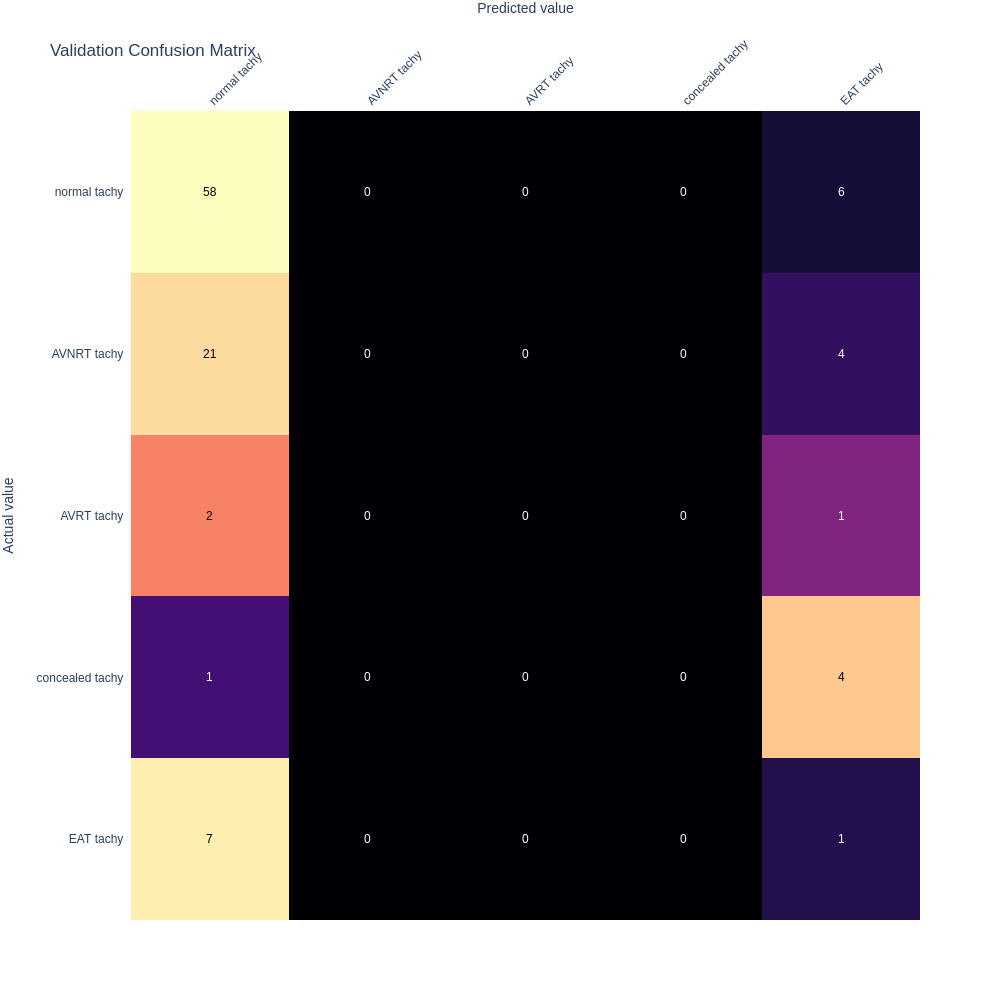 Predicted value
Validation Confusion Matrix
normal tachy AVNRT tachy AVRT tachy concealed tachy EAT tachy
normal tachy 58 0 0 0 6
AVNRT tachy 21 0 0 0 4
AVRT tachy 2 0 0 0 1
Actual value
concealed tachy 1 0 0 0 4
EAT tachy 7 0 0 0 1